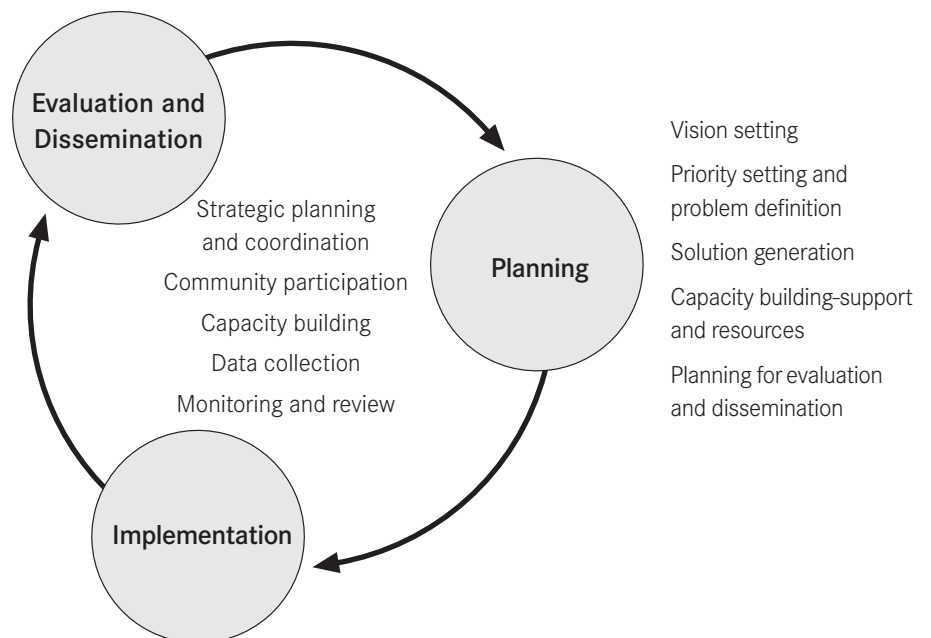 Evaluation and
Dissemination
Strategic planning
and coordination
Community participation
Capacity building
Data collection
Monitoring and review
Planning
Vision setting
Priority setting and
problem definition
Solution generation
Capacity building-support
and resources
Planning for evaluation
and dissemination
Implementation